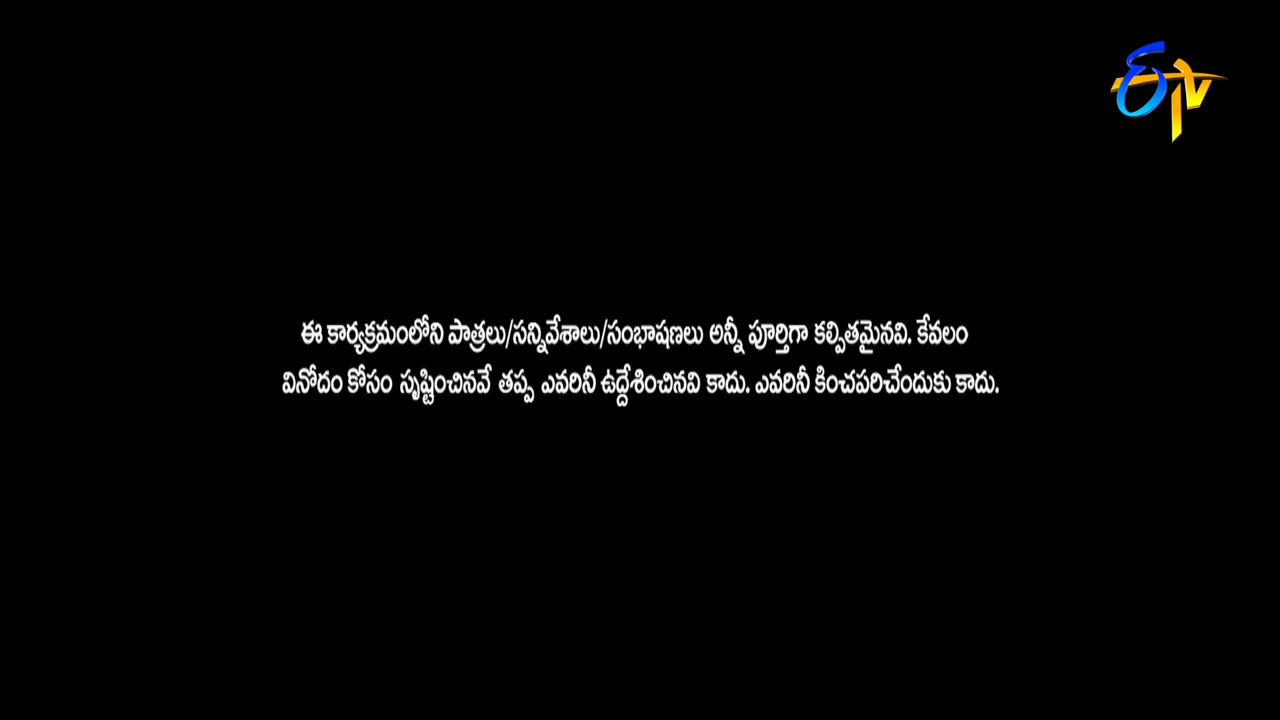 ఈ టీv
ఈ కార్యక్రమంలోని పాత్రలు/సన్నివేశాలు/సంభాషణలు అన్నీ పూర్తిగా కల్పితమైనవి. కేవలం
వినోదం కోసం సృష్టించినవే తప్ప ఎవరినీ ఉద్దేశించినవి కాదు. ఎవరినీ కించపరిచేందుకు కాదు.